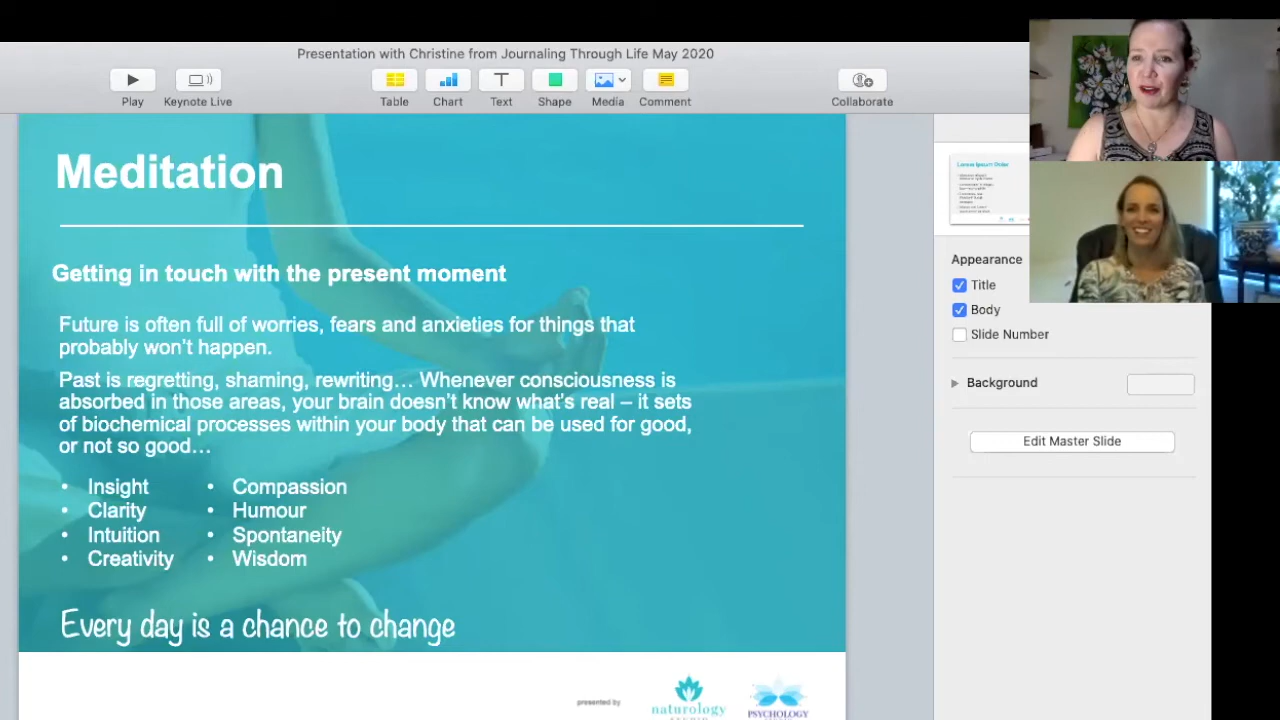 Presentation with Christine from Journaling Through Life May 2020
Play
Keynote Live
Table
Chart
Text
Shape
Media
Comment
Collaborate
Meditation
Getting in touch with the present moment
Future is often full of worries, fears and anxieties for things that
probably won't happen.
Past is regretting, shaming, rewriting… Whenever consciousness is
absorbed in those areas, your brain doesn't know what's real – it sets
of biochemical processes within your body that can be used for good,
or not so good…
• Insight
• Clarity
• Intuition
• Creativity
• Compassion
• Humour
• Spontaneity
• Wisdom
Every day is a chance to change
presented by
naturology
PSYCHOLOGY
Lorem Ipsum Dolor
Appearance
Title
Body
Slide Number
Background
Edit Master Slide